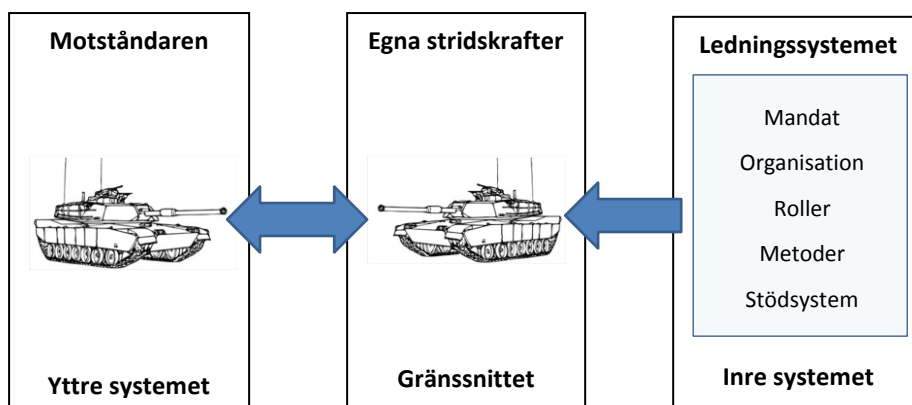 Motståndaren
Yttre systemet
Egna stridskrafter
Gränssnittet
Ledningssystemet
Mandat
Organisation
Roller
Metoder
Stödsystem
Inre systemet